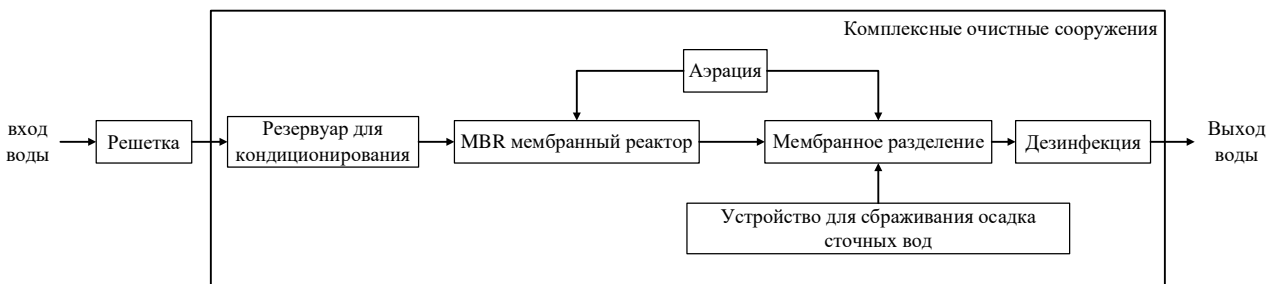 Комплексные очистные сооружения
Аэрация
вход
воды
Решетка
Резервуар для
кондиционирования
MBR мембранный реактор
Мембранное разделение
Дезинфекция
Выход
воды
Устройство для сбраживания осадка
сточных вод